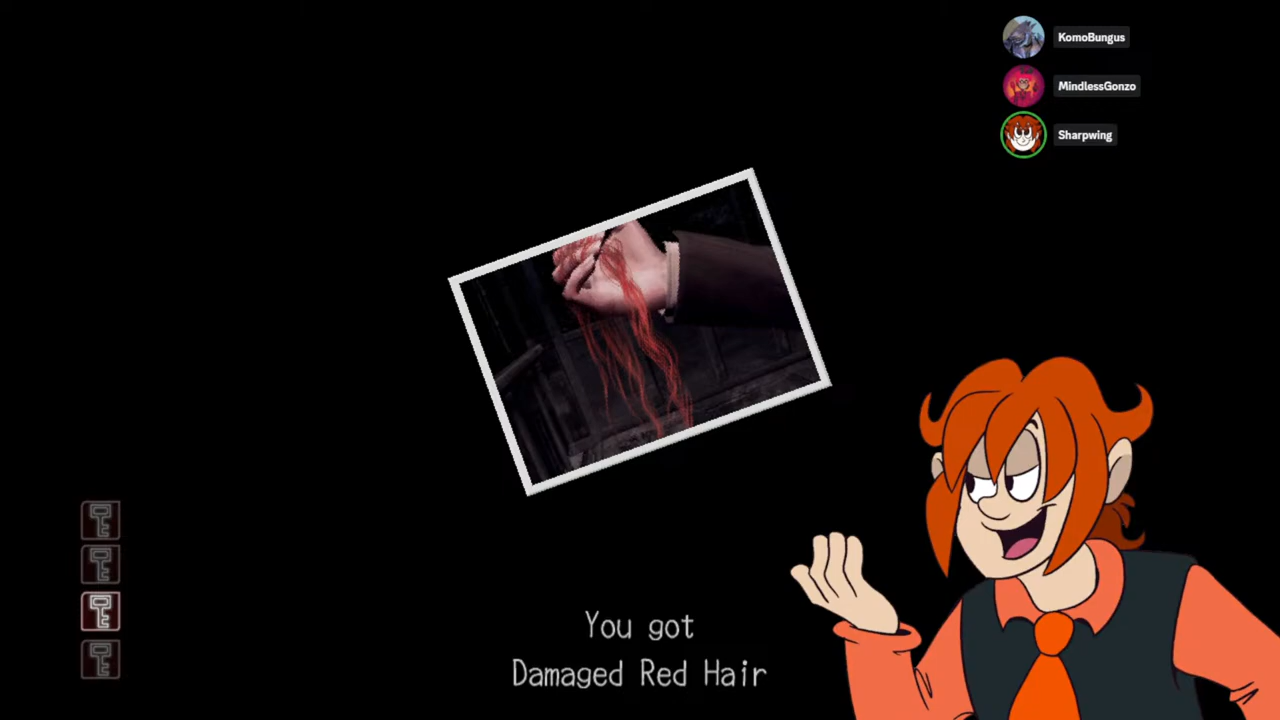 KomoBungus
MindlessGonzo
Sharpwing
You got
Damaged Red Hair